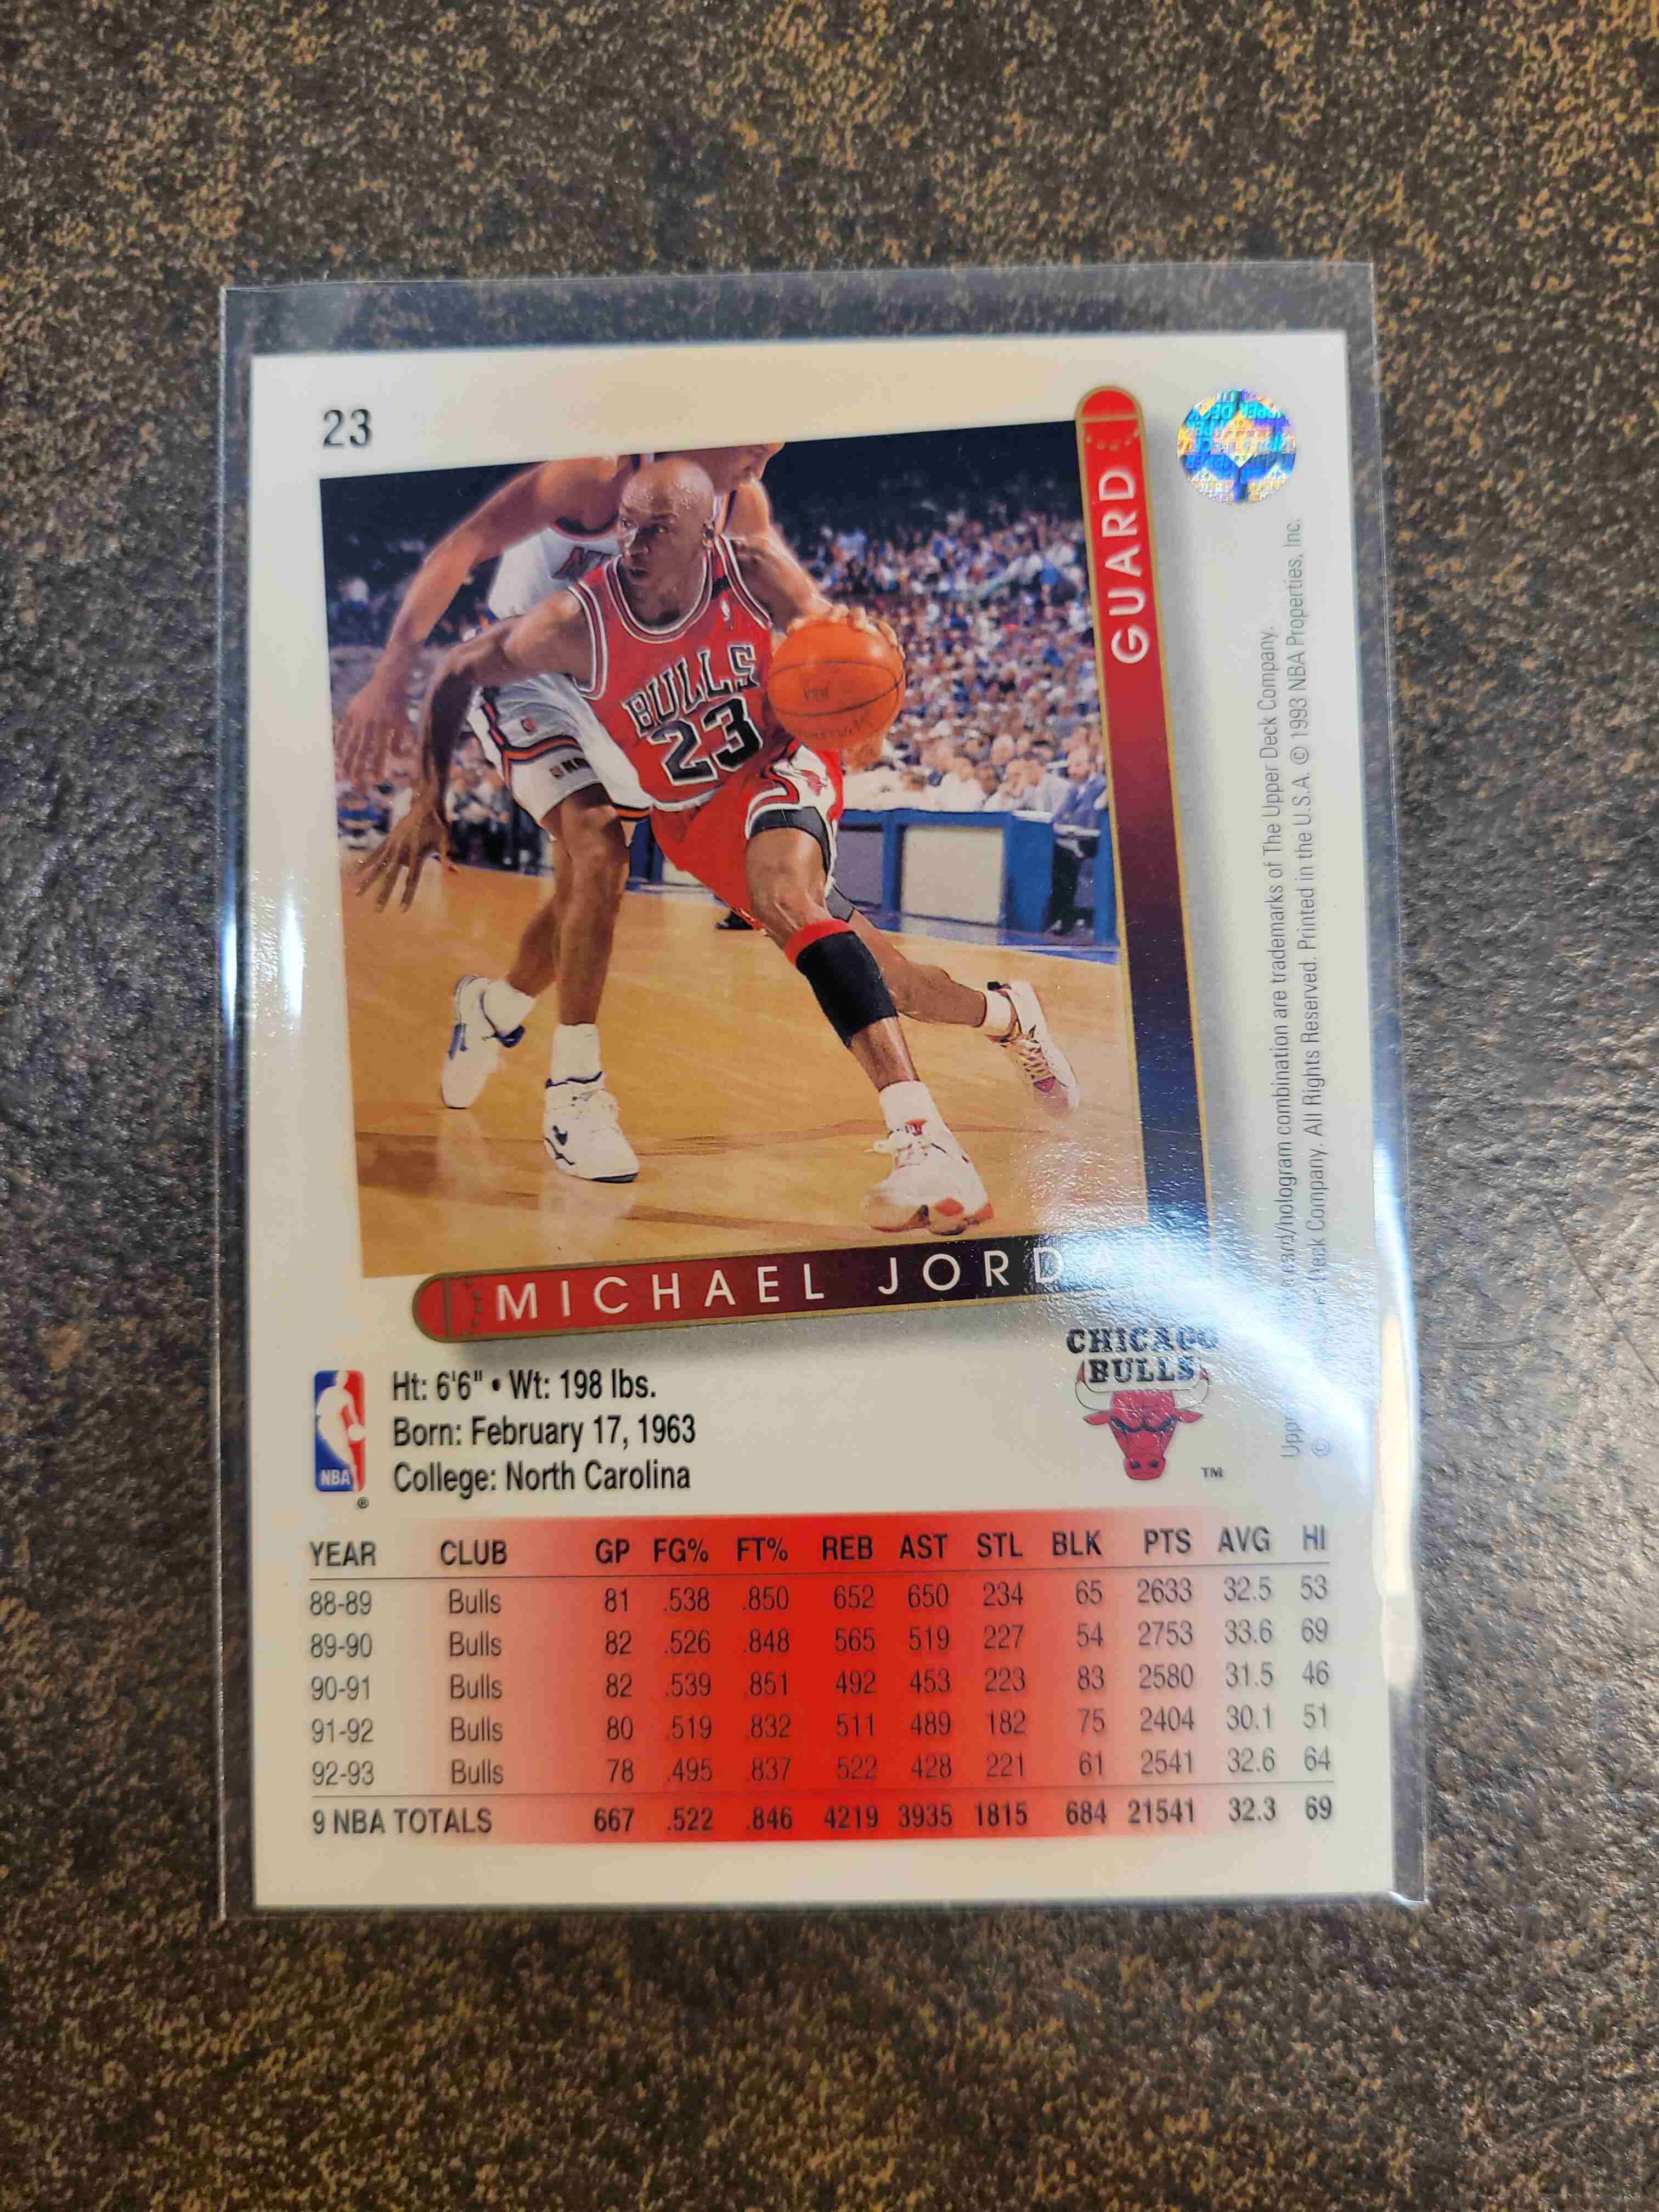 23
GUARD
BULLS
23
MICHAEL JORDAN
CHICAGO
BULLS
TM
NBA
®
Ht: 6'6" • Wt: 198 lbs.
Born: February 17, 1963
College: North Carolina
YEAR CLUB GP FG% FT% REB AST STL BLK PTS AVG HI
88-89 Bulls 81 .538 .850 652 650 234 65 2633 32.5 53
89-90 Bulls 82 .526 .848 565 519 227 54 2753 33.6 69
90-91 Bulls 82 .539 .851 492 453 223 83 2580 31.5 46
91-92 Bulls 80 .519 .832 511 489 182 75 2404 30.1 51
92-93 Bulls 78 .495 .837 522 428 221 61 2541 32.6 64
9 NBA TOTALS 667 .522 .846 4219 3935 1815 684 21541 32.3 69
card/hologram combination are trademarks of The Upper Deck Company.
© Deck Company. All Rights Reserved. Printed in the U.S.A. © 1993 NBA Properties, Inc.